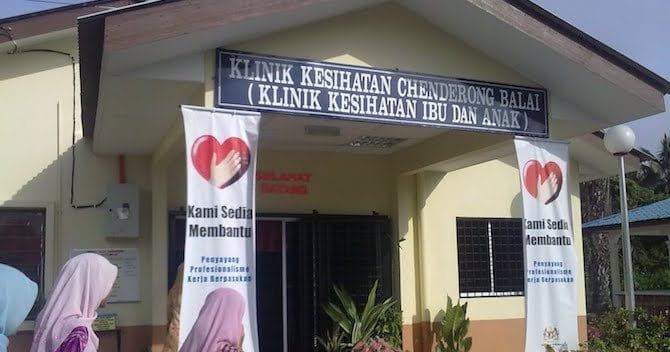 KLINIK KESIHATAN CHENDERONG BALAI
( KLINIK KESIHATAN IBU DAN ANAK )
SELAMAT
DATANG
Kami Sedia
Membantu
Penyayang
Profesionalisme
Kerja Berpasukan
Kami Sedia
Membantu
Penyayang
Profesionalisme
Kerja Berpasukan